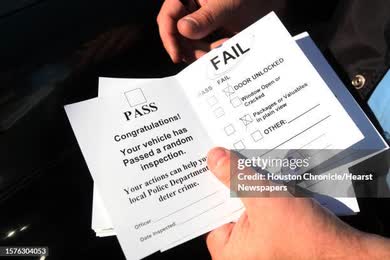 PASS
Congratulations!
Your vehicle has
Passed a random
inspection.
Your actions can help your
local Police Department
deter crime.
Officer
Date Inspected
FAIL
PASS FAIL
DOOR UNLOCKED
Window Open or
Cracked
Packages or Valuables
in plain view
OTHER:
gettyimages
Houston Chronicle/Hearst
Newspapers
1576304053